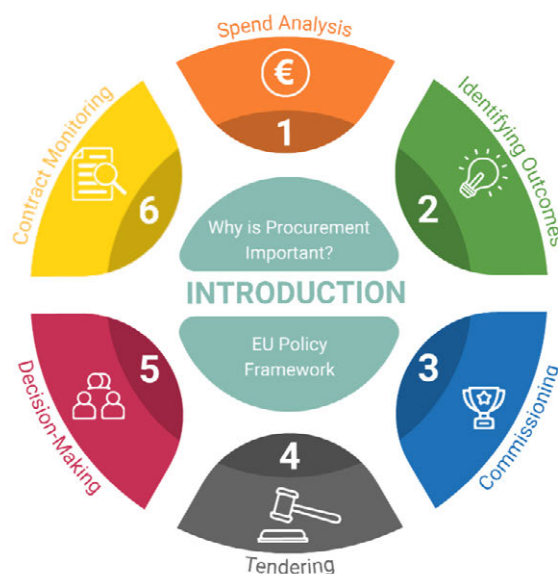 Spend Analysis
€
1
Identifying Outcomes
2
Commissioning
3
Tendering
4
Decision-Making
5
Contract Monitoring
6
Why is Procurement
Important?
INTRODUCTION
EU Policy
Framework